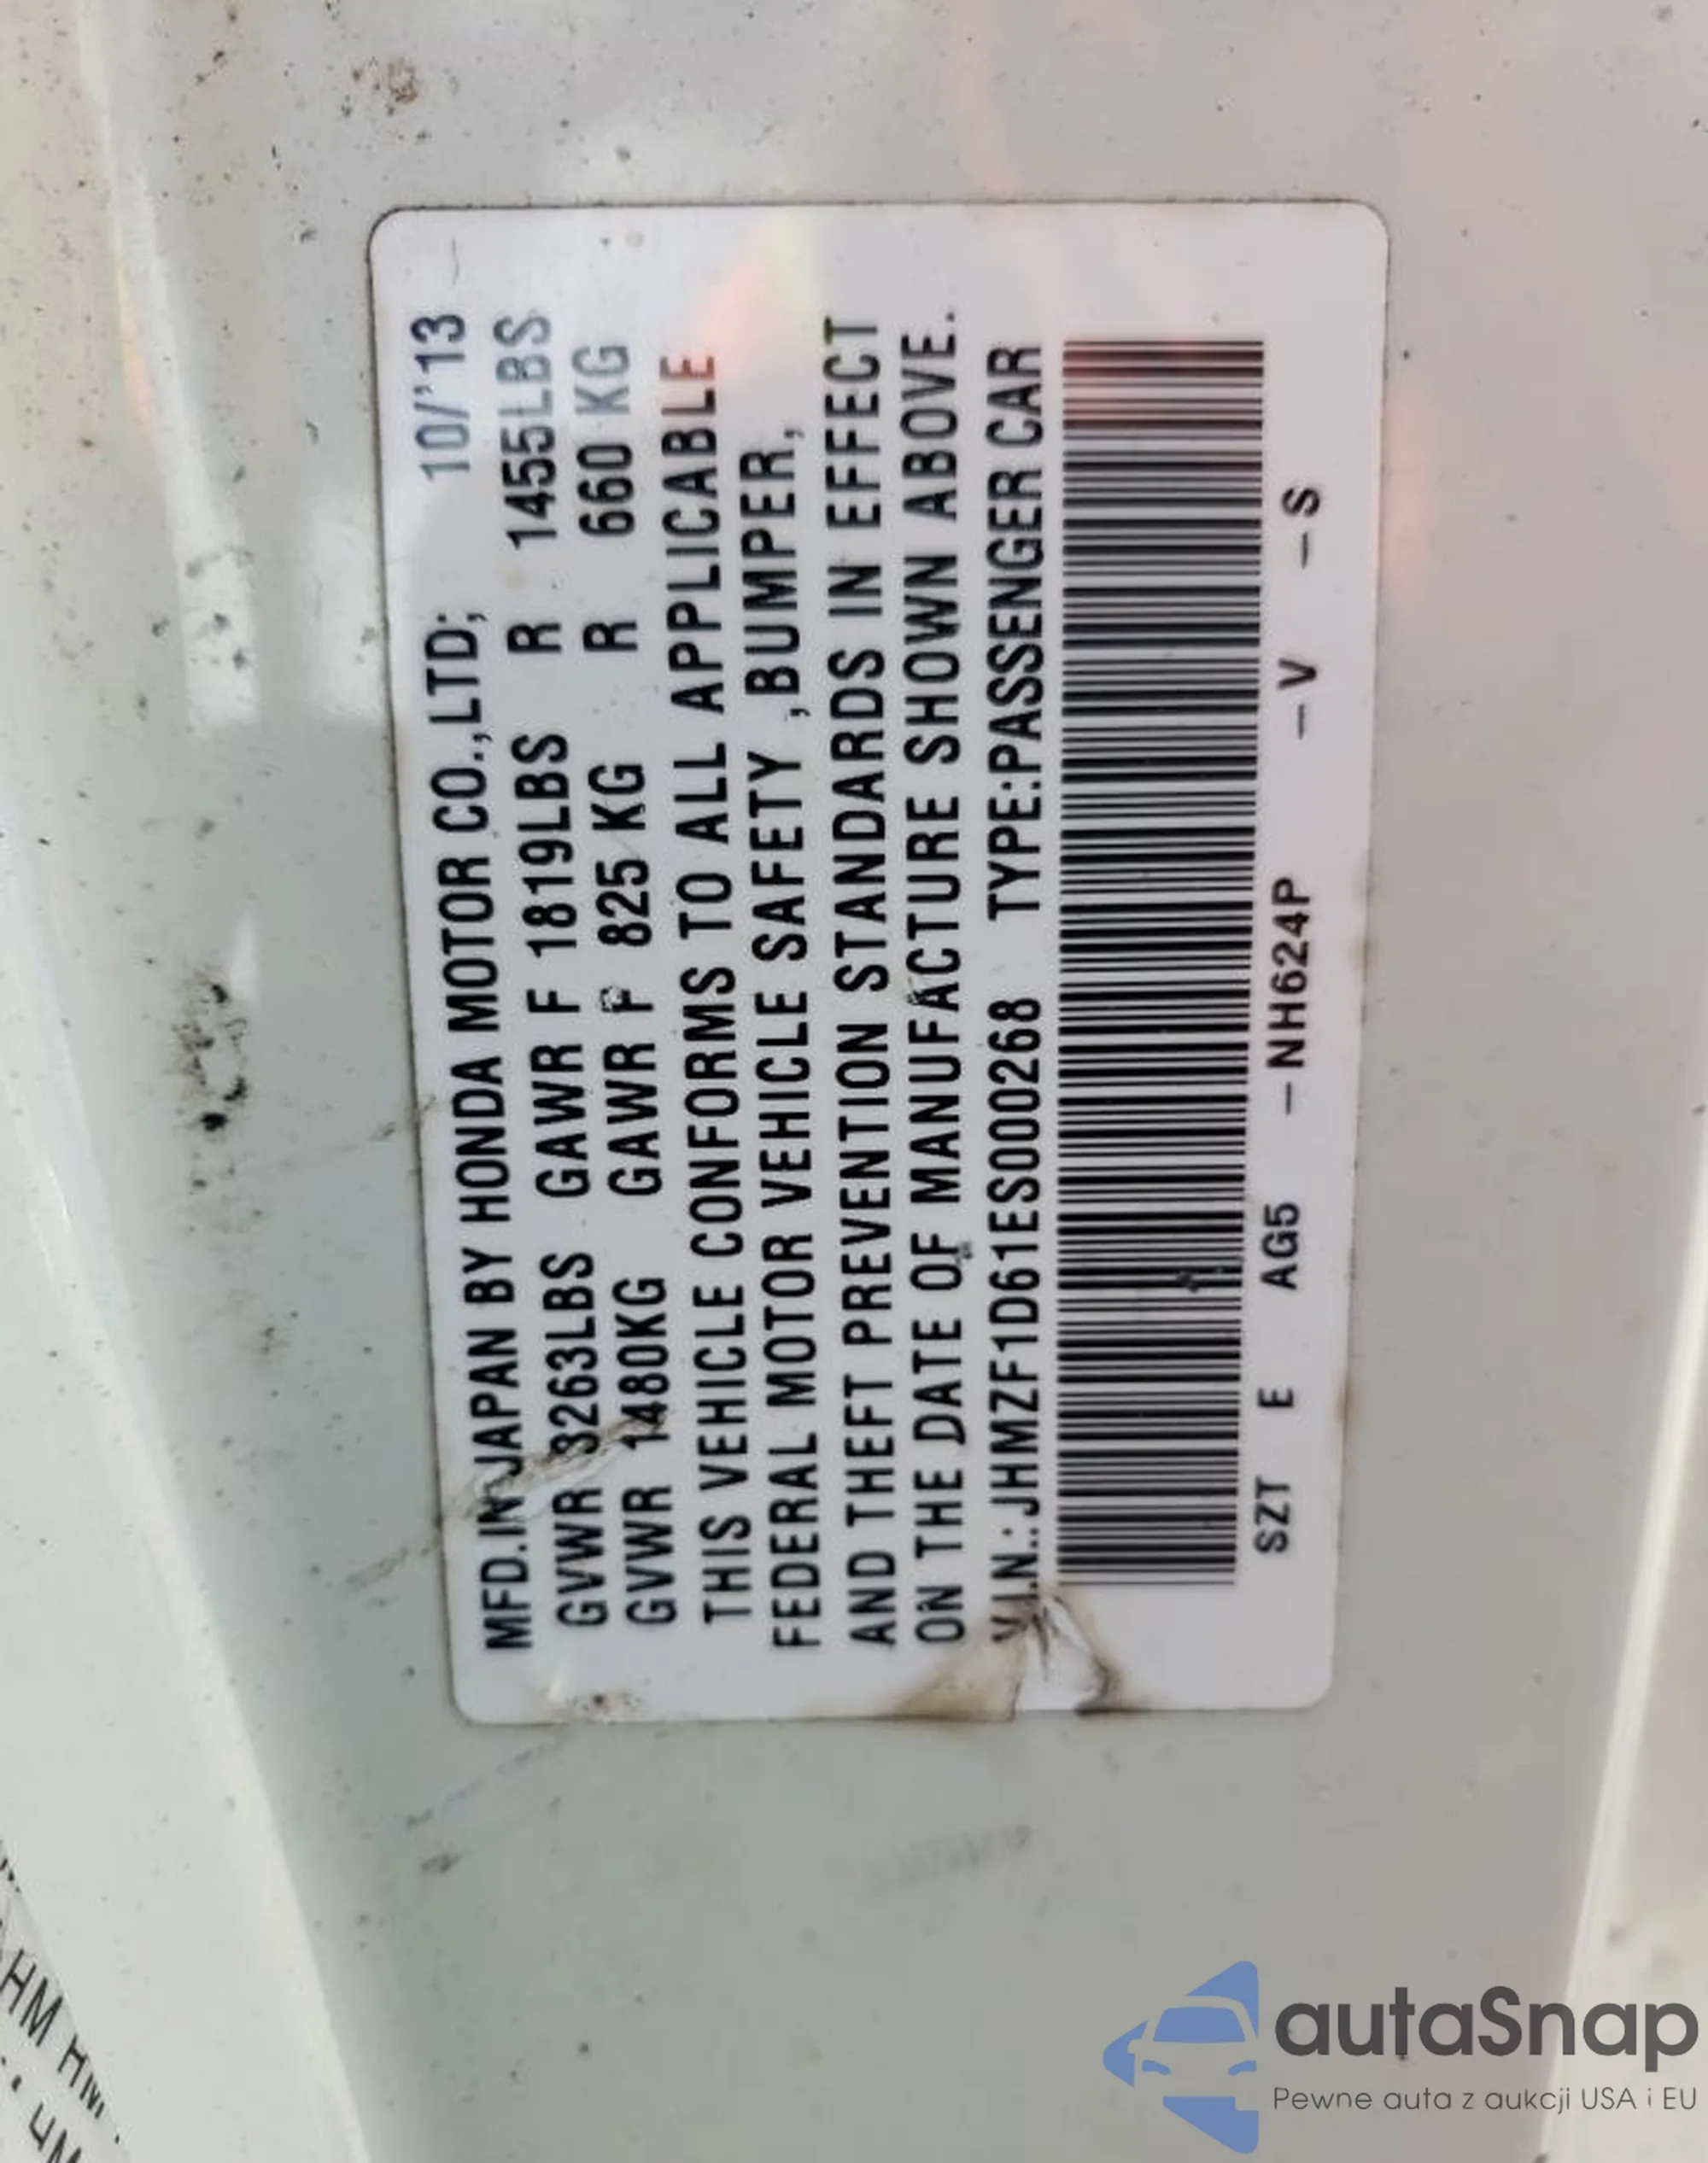 MFD.IN JAPAN BY HONDA MOTOR CO.,LTD; 10/'13
GVWR 3263LBS GAWR F 1819LBS R 1455LBS
GVWR 1480KG GAWR F 825 KG R 660 KG
THIS VEHICLE CONFORMS TO ALL APPLICABLE
FEDERAL MOTOR VEHICLE SAFETY ,BUMPER,
AND THEFT PREVENTION STANDARDS IN EFFECT
ON THE DATE OF MANUFACTURE SHOWN ABOVE.
V.I.N.: JHMZF1D61ES000268 TYPE:PASSENGER CAR
SZT E AG5 –NH624P –V –S
HM HM
autaSnap
Pewne auta z aukcji USA i EU